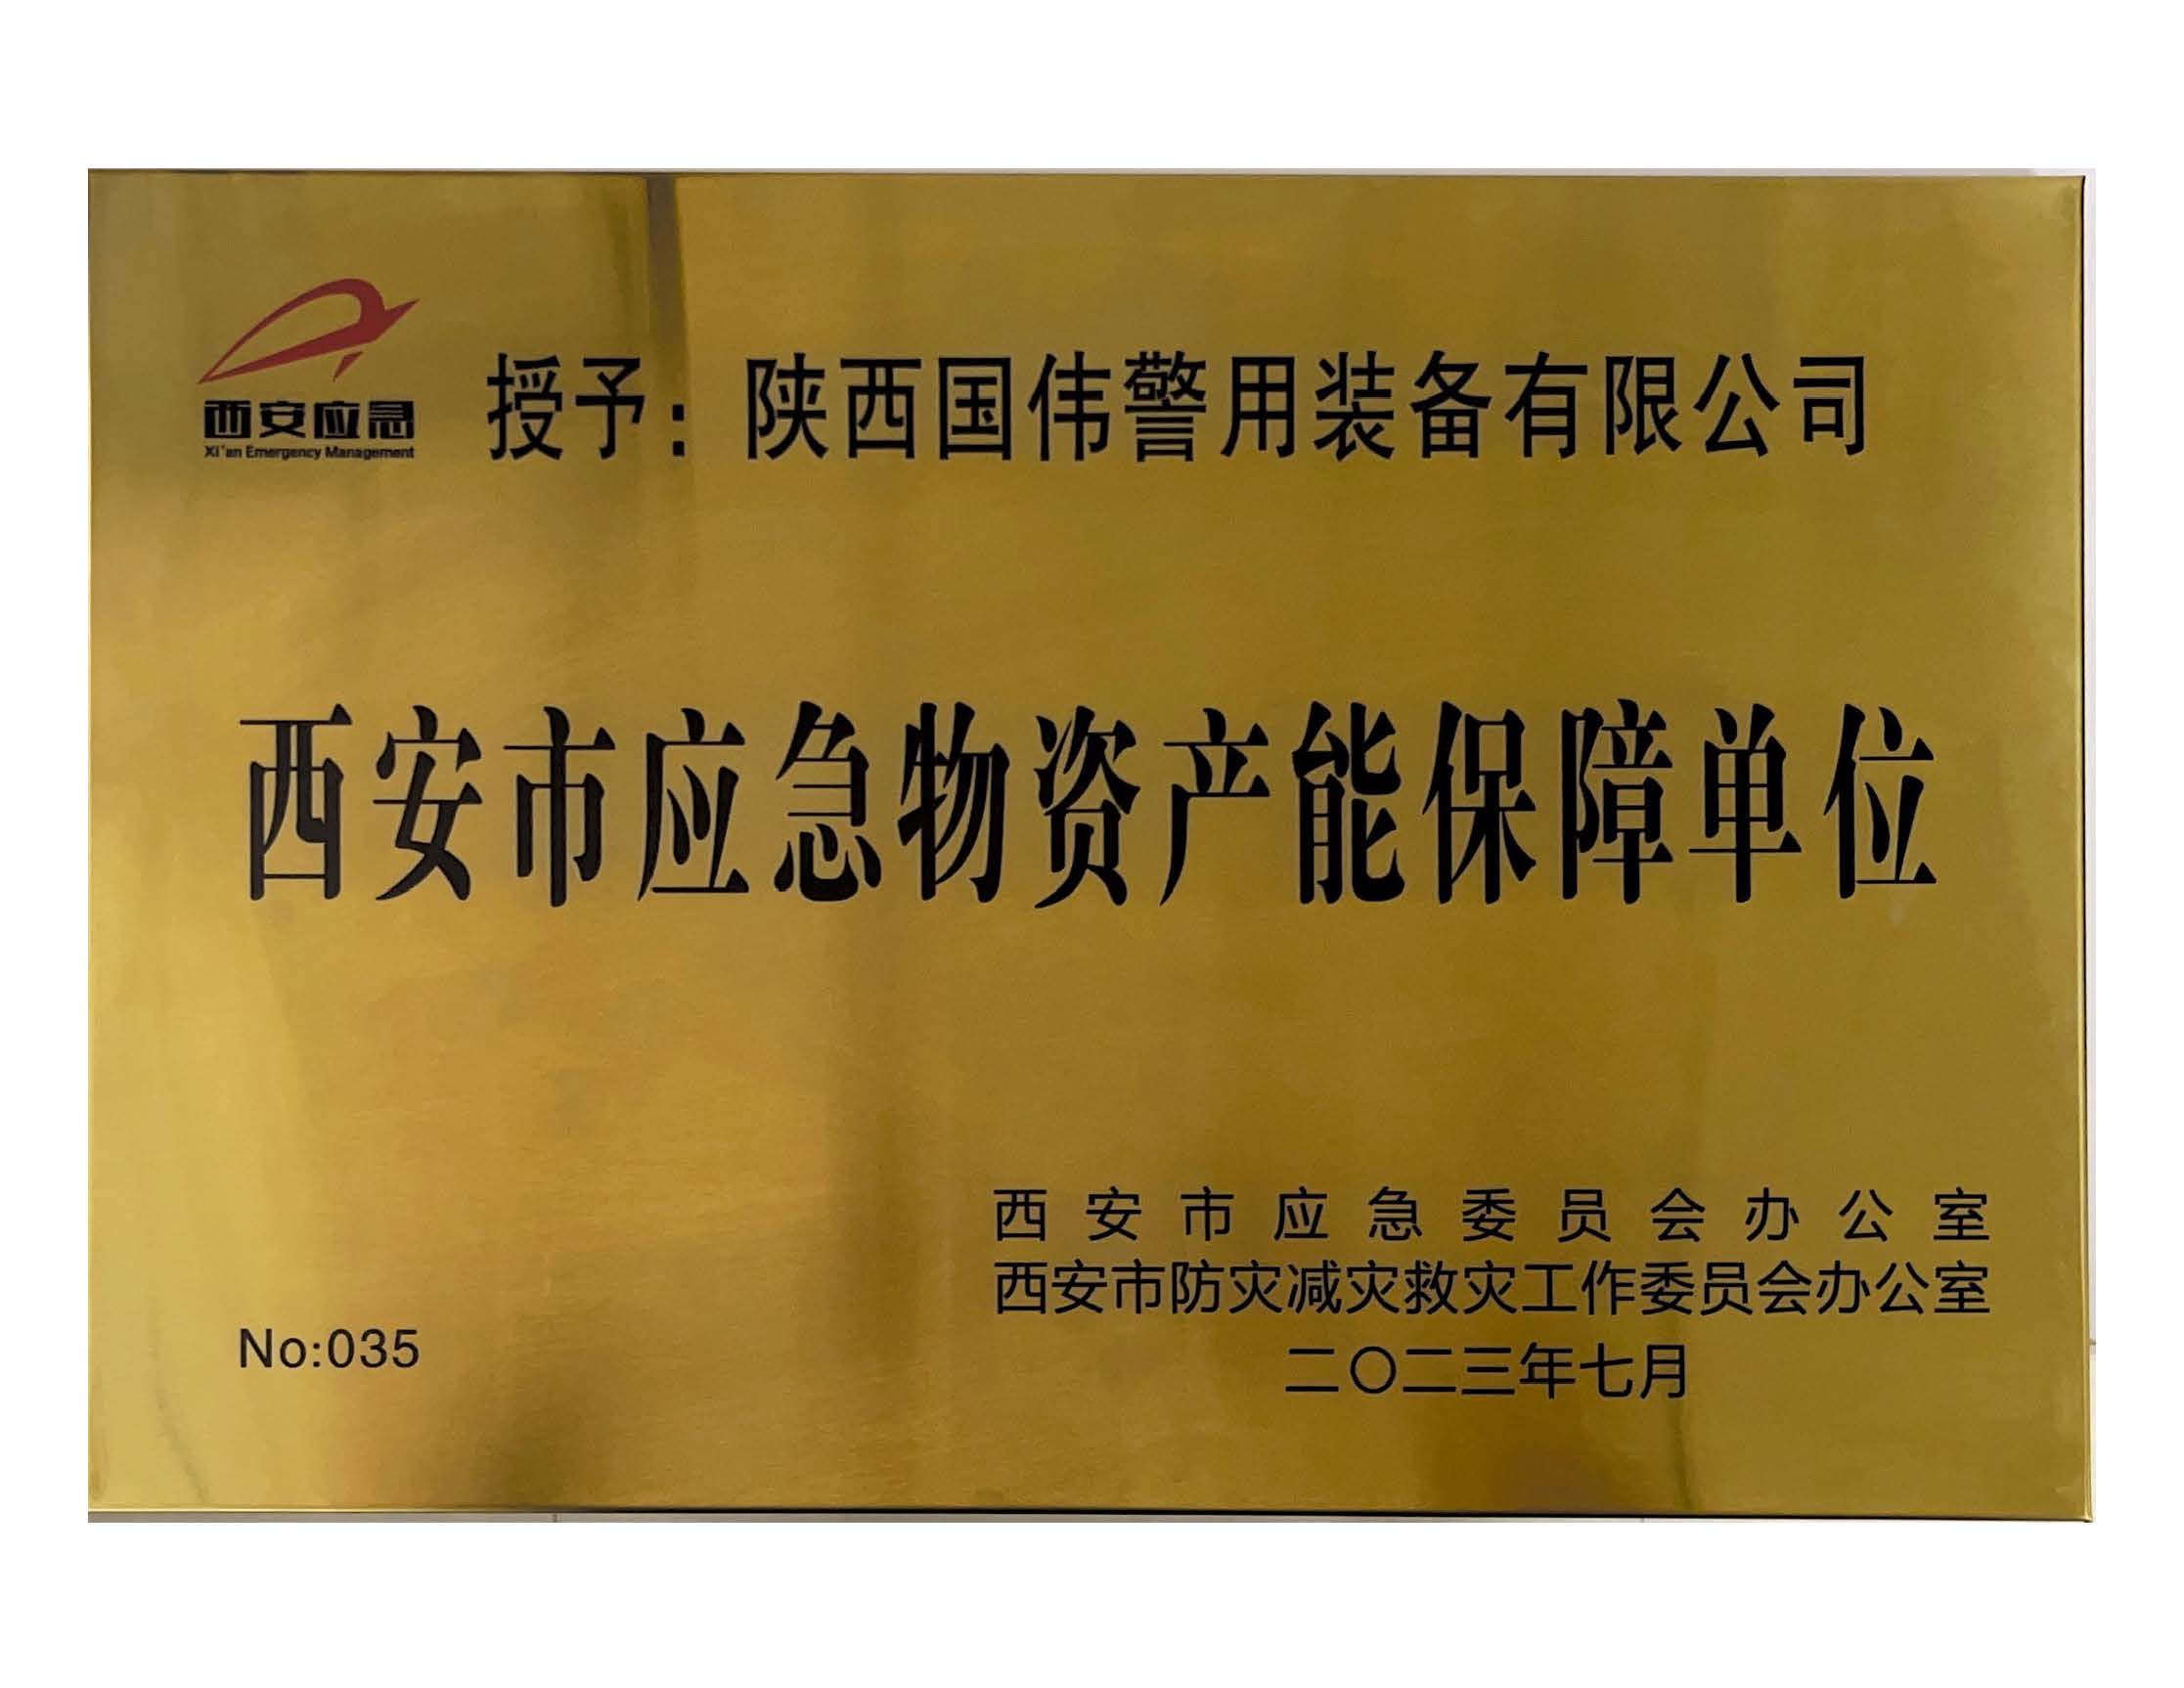 西安应急
Xi'an Emergency Management
授予：陕西国伟警用装备有限公司
西安市应急物资产能保障单位
西安市应急委员会办公室
西安市防灾减灾救灾工作委员会办公室
No:035
二〇二三年七月